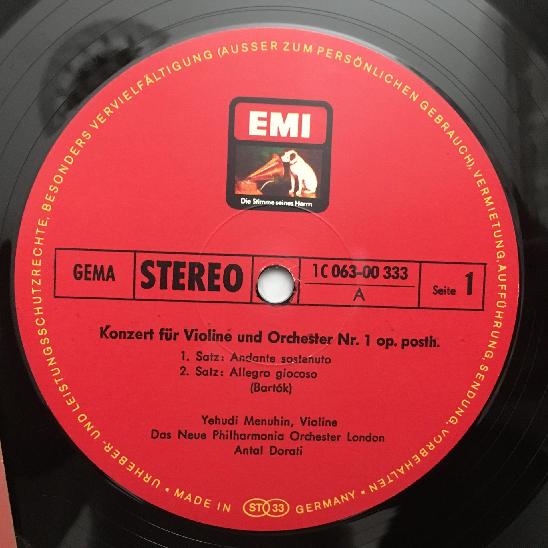 URHEBER- UND LEISTUNGSSCHUTZRECHTE, BESONDERS VERVIELFÄLTIGUNG (AUSSER ZUM PERSÖNLICHEN GEBRAUCH), VERMIETUNG, AUFFÜHRUNG, SENDUNG, VORBEHALTEN
EMI
Die Stimme seines Herrn
GEMA
STEREO
1C 063-00 333
A
Seite 1
Konzert für Violine und Orchester Nr. 1 op. posth.
1. Satz: Andante sostenuto
2. Satz: Allegro giocoso
(Bartók)
Yehudi Menuhin, Violine
Das Neue Philharmonia Orchester London
Antal Dorati
• MADE IN ST 33 GERMANY •